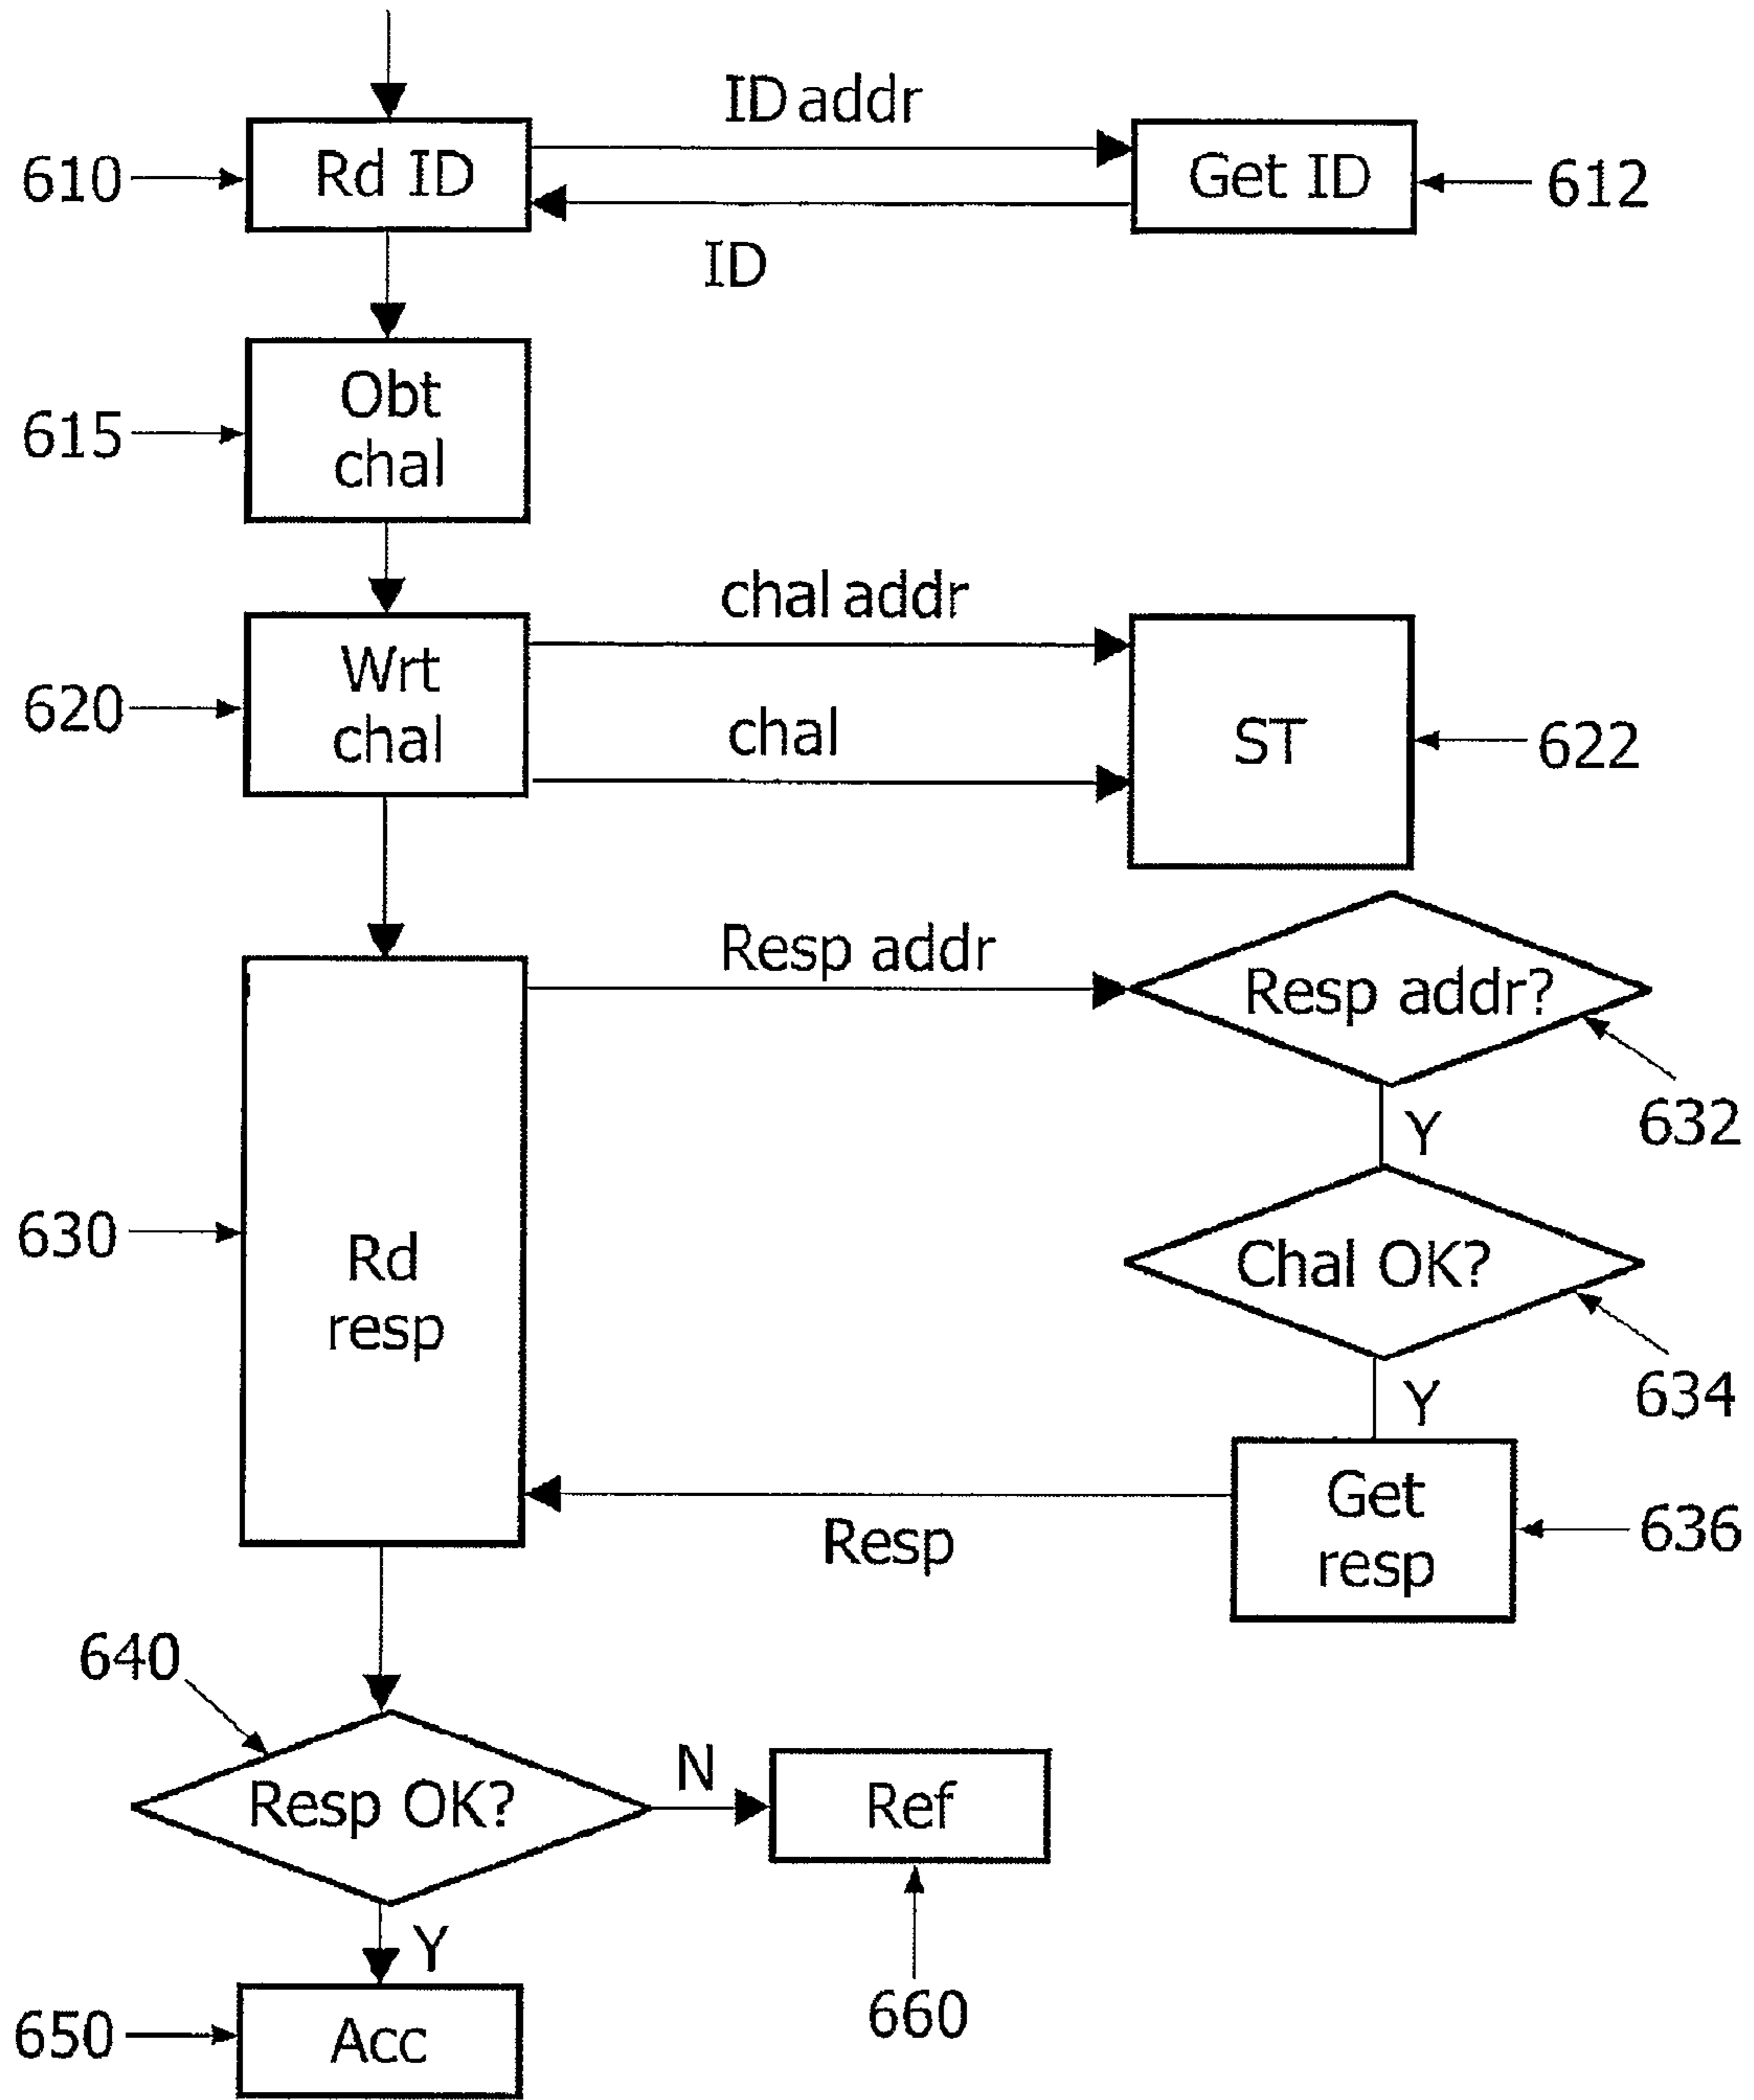 ID addr
610
Rd ID
Get ID
612
ID
615
Obt
chal
chal addr
620
Wrt
chal
chal
ST
622
Resp addr
Resp addr?
632
Y
630
Rd
resp
Chal OK?
634
Y
Resp
Get
resp
636
640
Resp OK?
N
Ref
660
Y
650
Acc